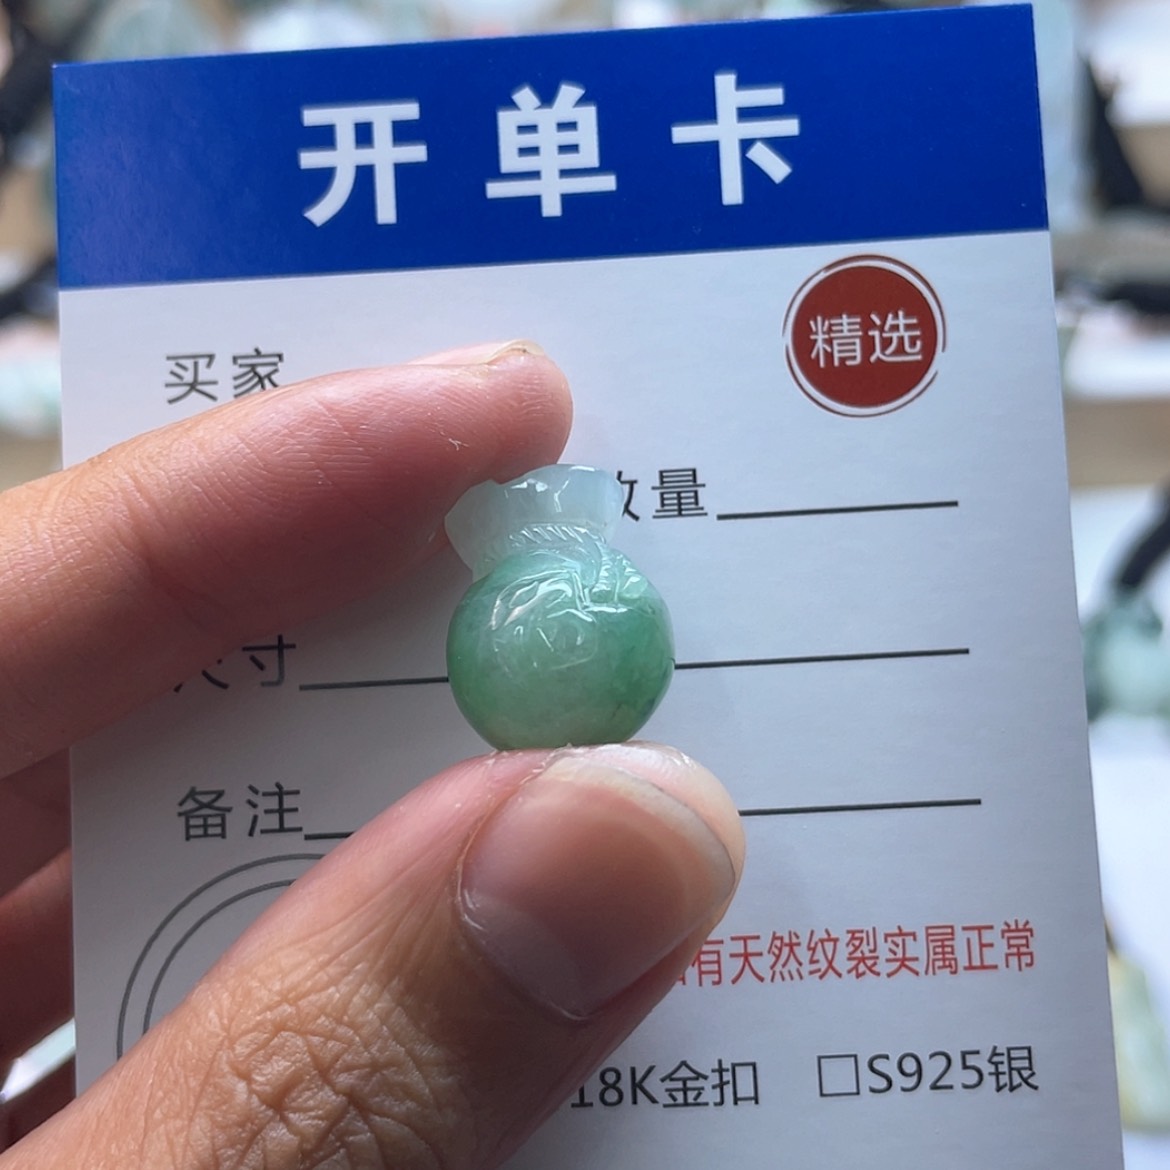 开单卡
精选
买家
数量
尺寸
备注
有天然纹裂实属正常
18K金扣 □S925银